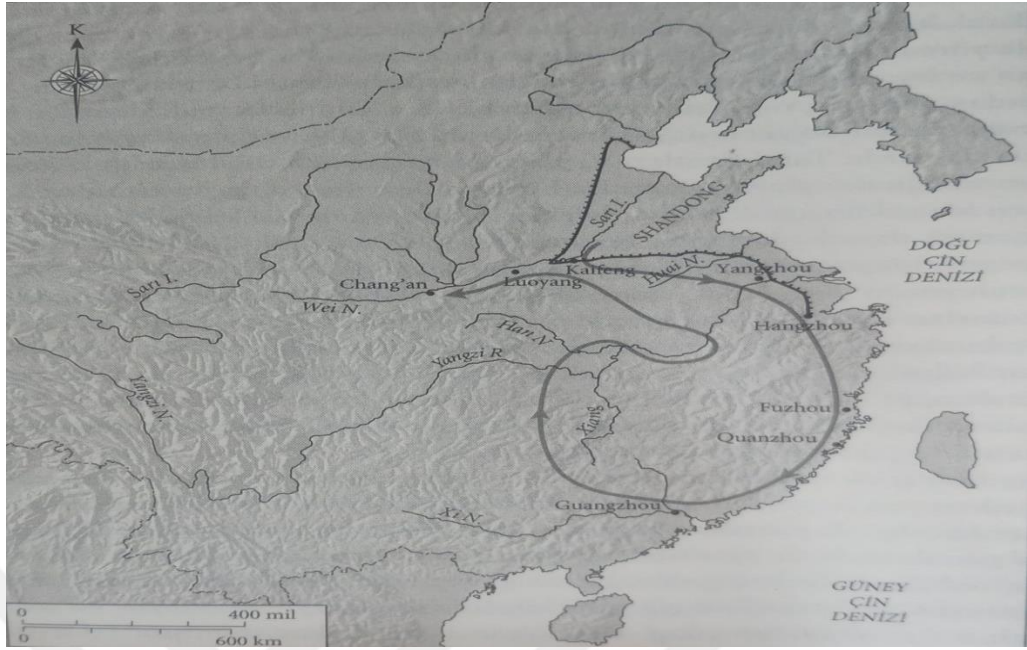 K
Sarı I.
SHANDONG
DOĞU
ÇİN
DENİZİ
Kaifeng
Huai N.
Yangzhou
Chang'an
Luoyang
Sarı I.
Wei N.
Hangzhou
Han N
Yangzi R
Yangzi N.
Fuzhou
Xiang
Quanzhou
Guangzhou
Xi N.
GÜNEY
ÇİN
DENİZİ
0 400 mil
0 600 km